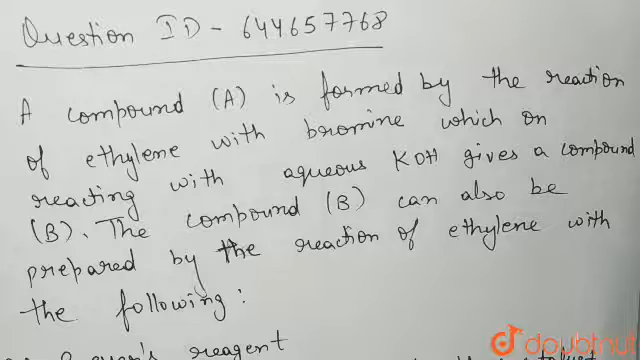 Question ID - 644657768
A compound (A) is formed by the reaction
of ethylene with bromine which on
reacting with aqueous KOH gives a compound
(B). The compound (B) can also be
prepared by the reaction of ethylene with
the following:
reagent
doubtnut